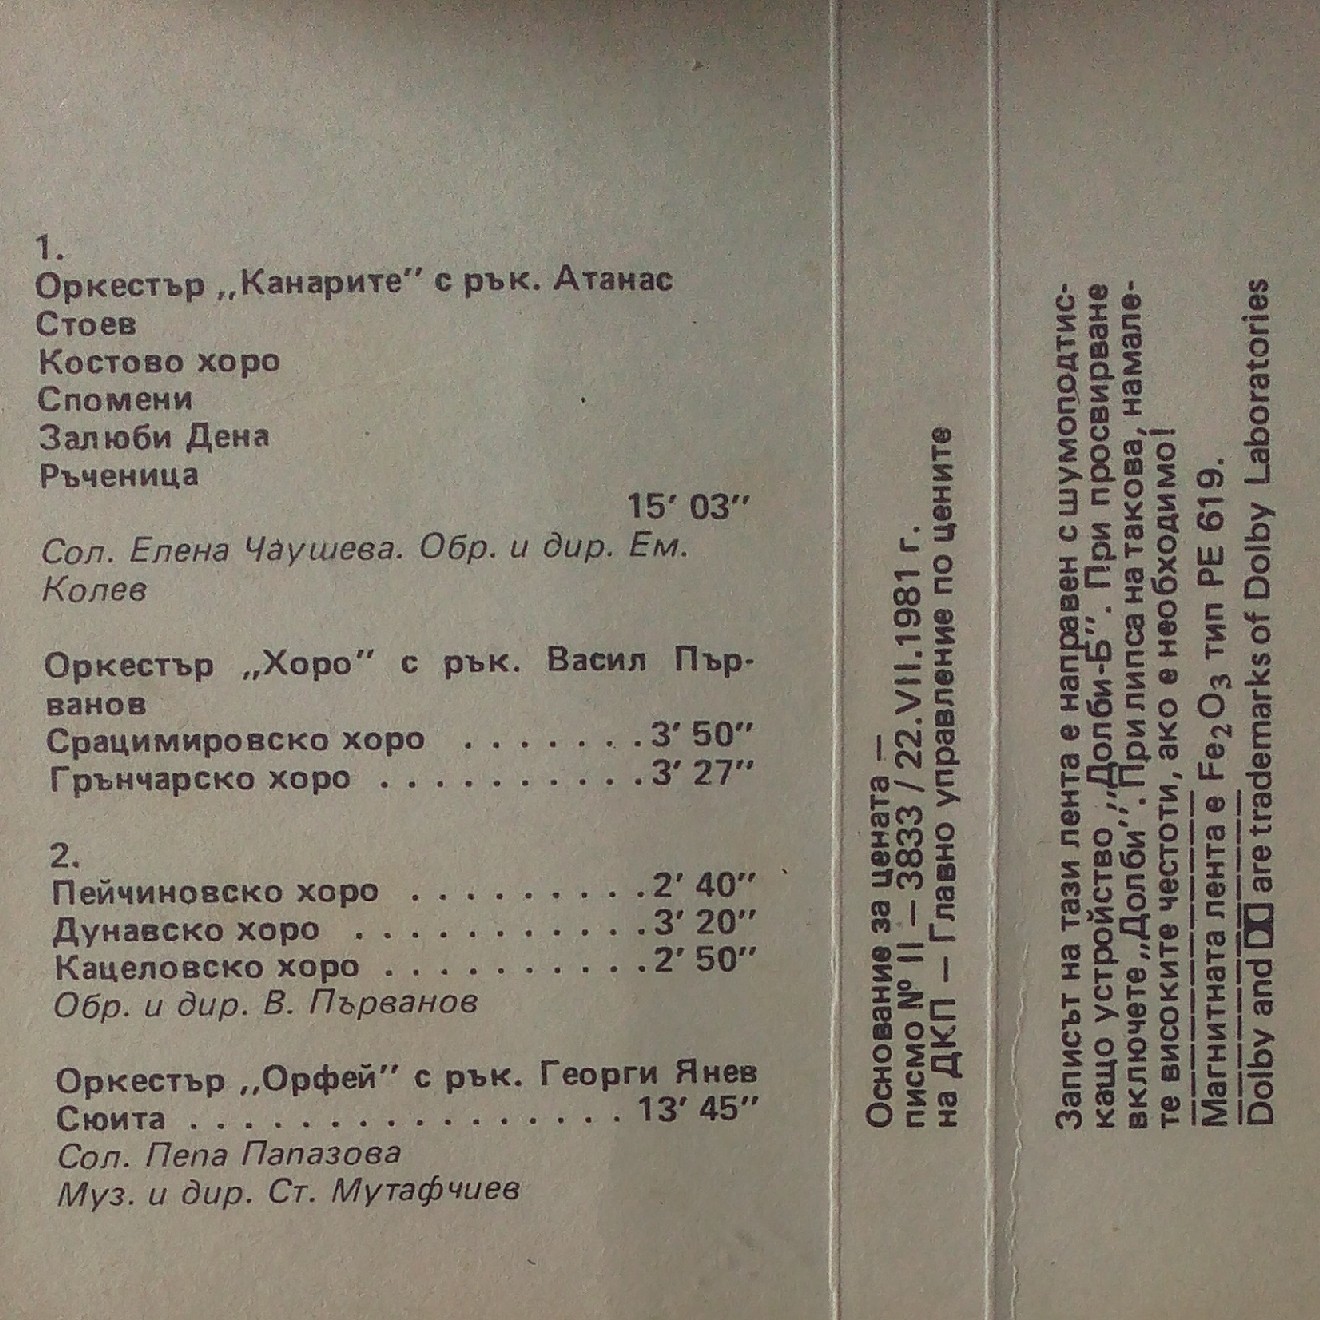 1.
Оркестър „Канарите” с рък. Атанас
Стоев
Костово хоро
Спомени
Залюби Дена
Ръченица
15′ 03″
Сол. Елена Чаушева. Обр. и дир. Ем.
Колев
Оркестър „Хоро” с рък. Васил Пър-
ванов
Срацимировско хоро . . . . . . . 3′ 50″
Грънчарско хоро . . . . . . . . . . 3′ 27″
2.
Пейчиновско хоро . . . . . . . . . 2′ 40″
Дунавско хоро . . . . . . . . . . . 3′ 20″
Кацеловско хоро . . . . . . . . . . 2′ 50″
Обр. и дир. В. Първанов
Оркестър „Орфей” с рък. Георги Янев
Сюита . . . . . . . . . . . . . . . . 13′ 45″
Сол. Пепа Папазова
Муз. и дир. Ст. Мутафчиев
Основание за цената —
писмо № II — 3833 / 22.VII.1981 г.
на ДКП — Главно управление по цените
Записът на тази лента е направен с шумоподтис-
кащо устройство „Долби-Б”. При просвирване
включете „Долби”. При липса на такова, намале-
те високите честоти, ако е необходимо!
Магнитната лента е Fe₂O₃ тип PE 619.
Dolby and are trademarks of Dolby Laboratories